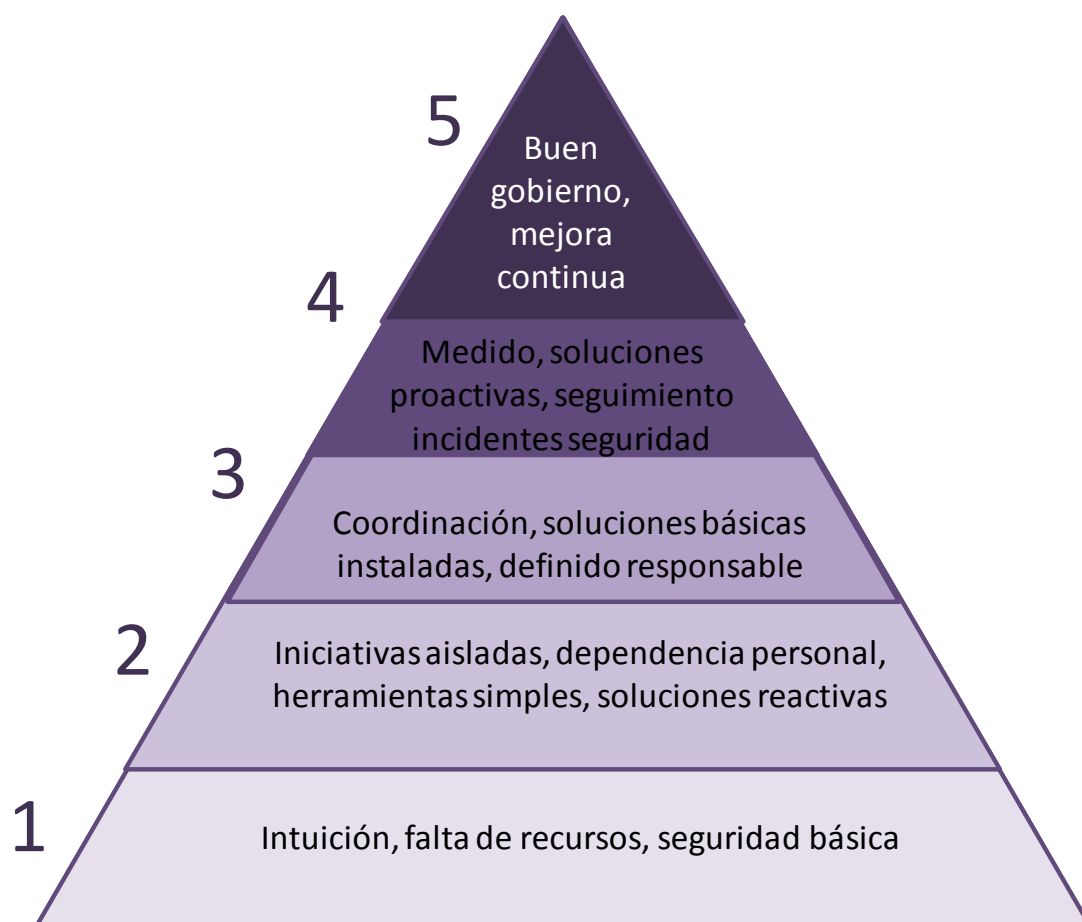 5
Buen
gobierno,
mejora
continua
4
Medido, soluciones
proactivas, seguimiento
incidentes seguridad
3
Coordinación, soluciones básicas
instaladas, definido responsable
2
Iniciativas aisladas, dependencia personal,
herramientas simples, soluciones reactivas
1
Intuición, falta de recursos, seguridad básica